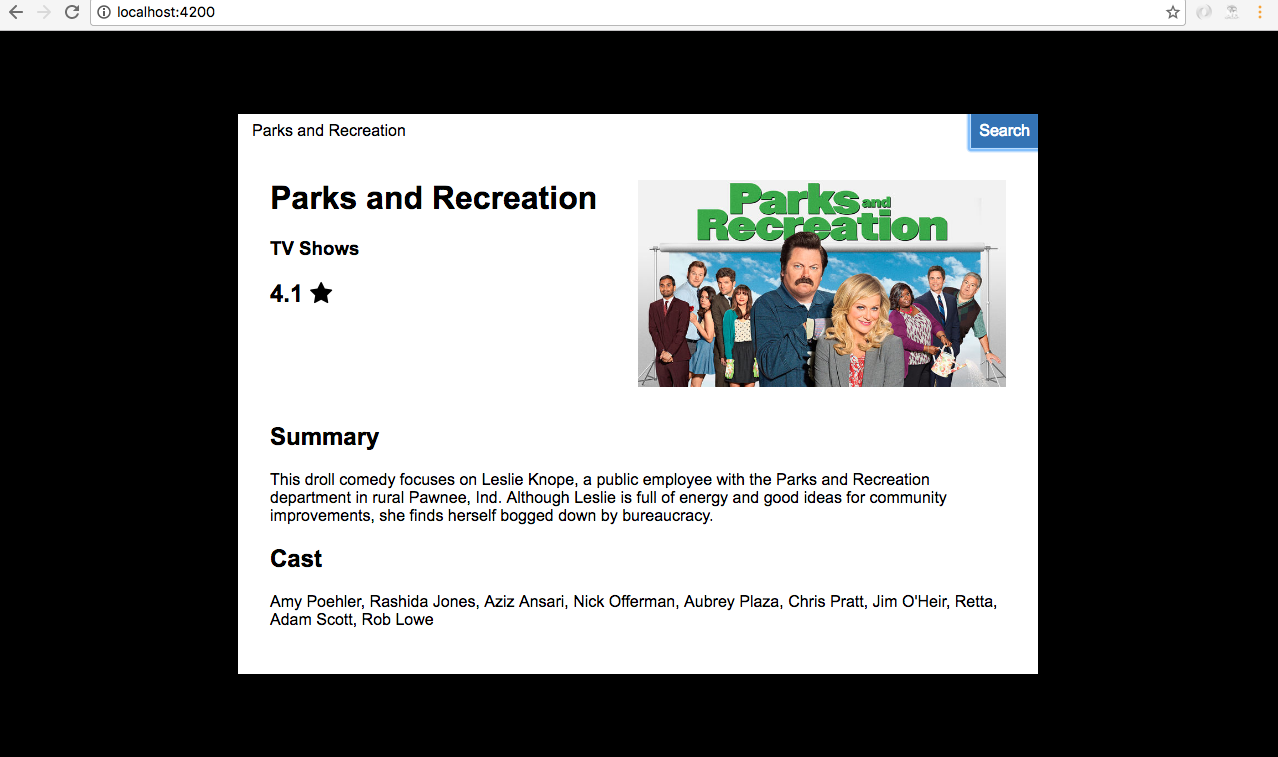 localhost:4200
Parks and Recreation
Search
Parks and Recreation
TV Shows
4.1
Parks and
Recreation
Summary
This droll comedy focuses on Leslie Knope, a public employee with the Parks and Recreation
department in rural Pawnee, Ind. Although Leslie is full of energy and good ideas for community
improvements, she finds herself bogged down by bureaucracy.
Cast
Amy Poehler, Rashida Jones, Aziz Ansari, Nick Offerman, Aubrey Plaza, Chris Pratt, Jim O'Heir, Retta,
Adam Scott, Rob Lowe